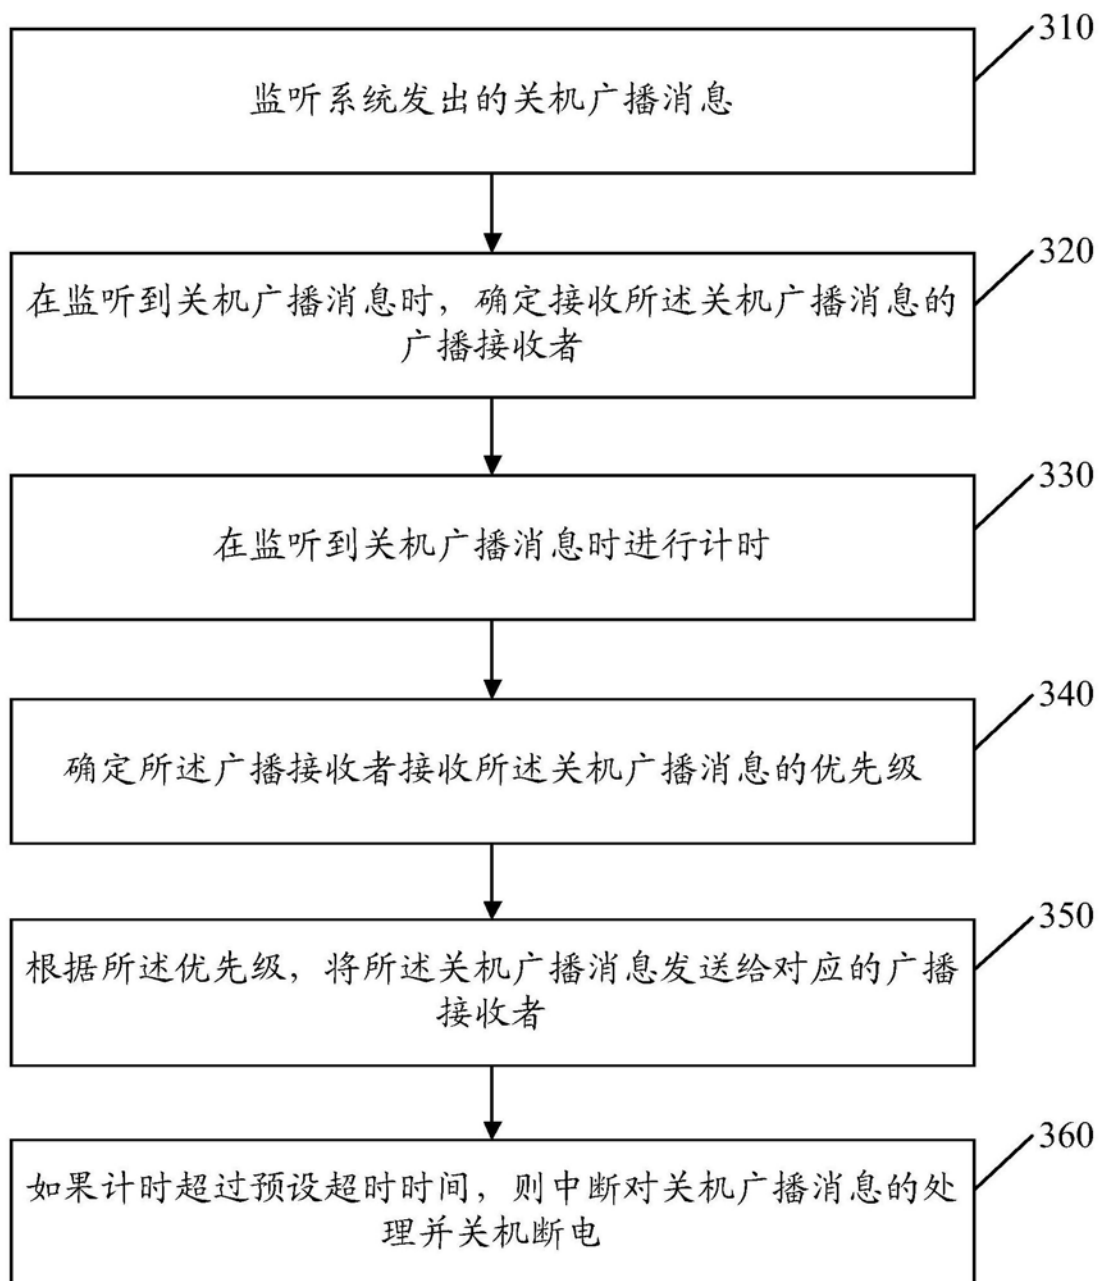 310
监听系统发出的关机广播消息
320
在监听到关机广播消息时，确定接收所述关机广播消息的
广播接收者
330
在监听到关机广播消息时进行计时
340
确定所述广播接收者接收所述关机广播消息的优先级
350
根据所述优先级，将所述关机广播消息发送给对应的广播
接收者
360
如果计时超过预设超时时间，则中断对关机广播消息的处
理并关机断电